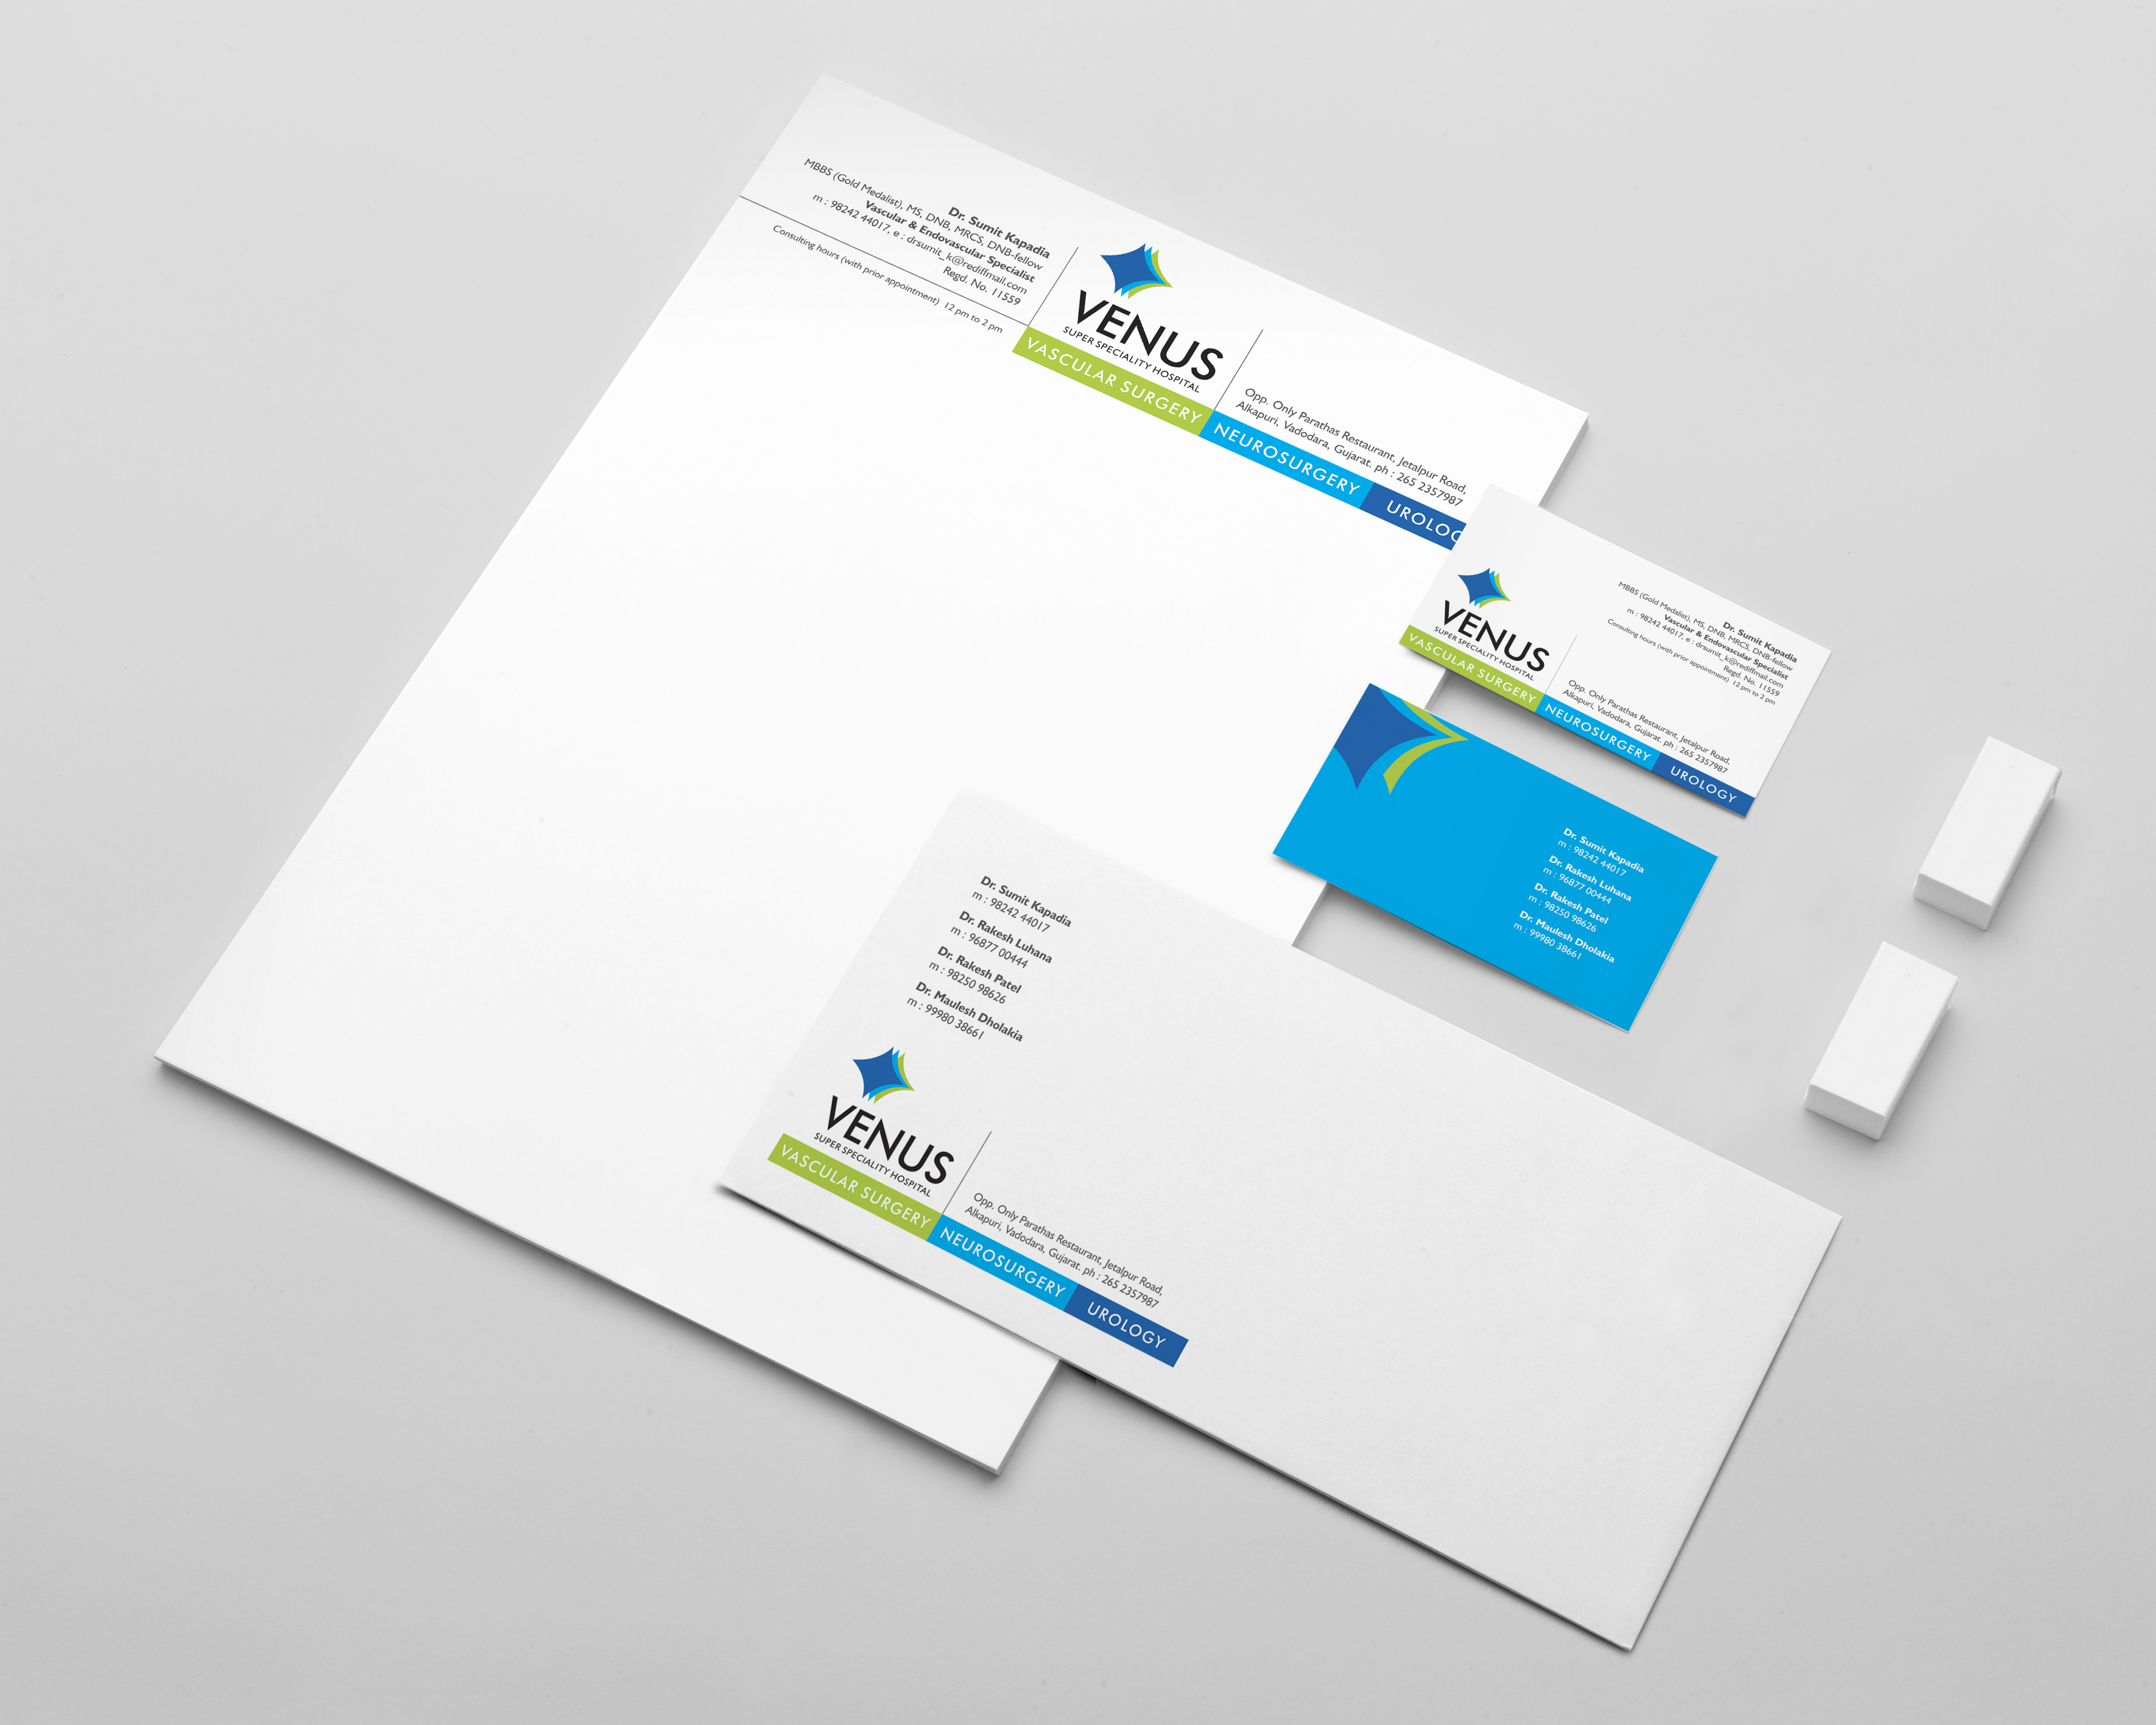 Dr. Sumit Kapadia
MBBS (Gold Medalist), MS, DNB, MRCS, DNB-fellow
Vascular & Endovascular Specialist
m : 98242 44017, e : drsumit_k@rediffmail.com
Regd. No. 11559
Consulting hours (with prior appointment) 12 pm to 2 pm
VENUS
SUPER SPECIALITY HOSPITAL
Opp. Only Parathas Restaurant, Jetalpur Road,
Alkapuri, Vadodara, Gujarat. ph : 265 2357987
VASCULAR SURGERY NEUROSURGERY UROLOG
Dr. Sumit Kapadia
MBBS (Gold Medalist), MS, DNB, MRCS, DNB-fellow
Vascular & Endovascular Specialist
m : 98242 44017, e : drsumit_k@rediffmail.com
Regd. No. 11559
Consulting hours (with prior appointment) 12 pm to 2 pm
VENUS
SUPER SPECIALITY HOSPITAL
Opp. Only Parathas Restaurant, Jetalpur Road,
Alkapuri, Vadodara, Gujarat. ph : 265 2357987
VASCULAR SURGERY NEUROSURGERY UROLOGY
Dr. Sumit Kapadia
m : 98242 44017
Dr. Rakesh Luhana
m : 96877 00444
Dr. Rakesh Patel
m : 98250 98626
Dr. Maulesh Dholakia
m : 99980 38661
Dr. Sumit Kapadia
m : 98242 44017
Dr. Rakesh Luhana
m : 96877 00444
Dr. Rakesh Patel
m : 98250 98626
Dr. Maulesh Dholakia
m : 99980 38661
VENUS
SUPER SPECIALITY HOSPITAL
Opp. Only Parathas Restaurant, Jetalpur Road,
Alkapuri, Vadodara, Gujarat. ph : 265 2357987
VASCULAR SURGERY NEUROSURGERY UROLOGY